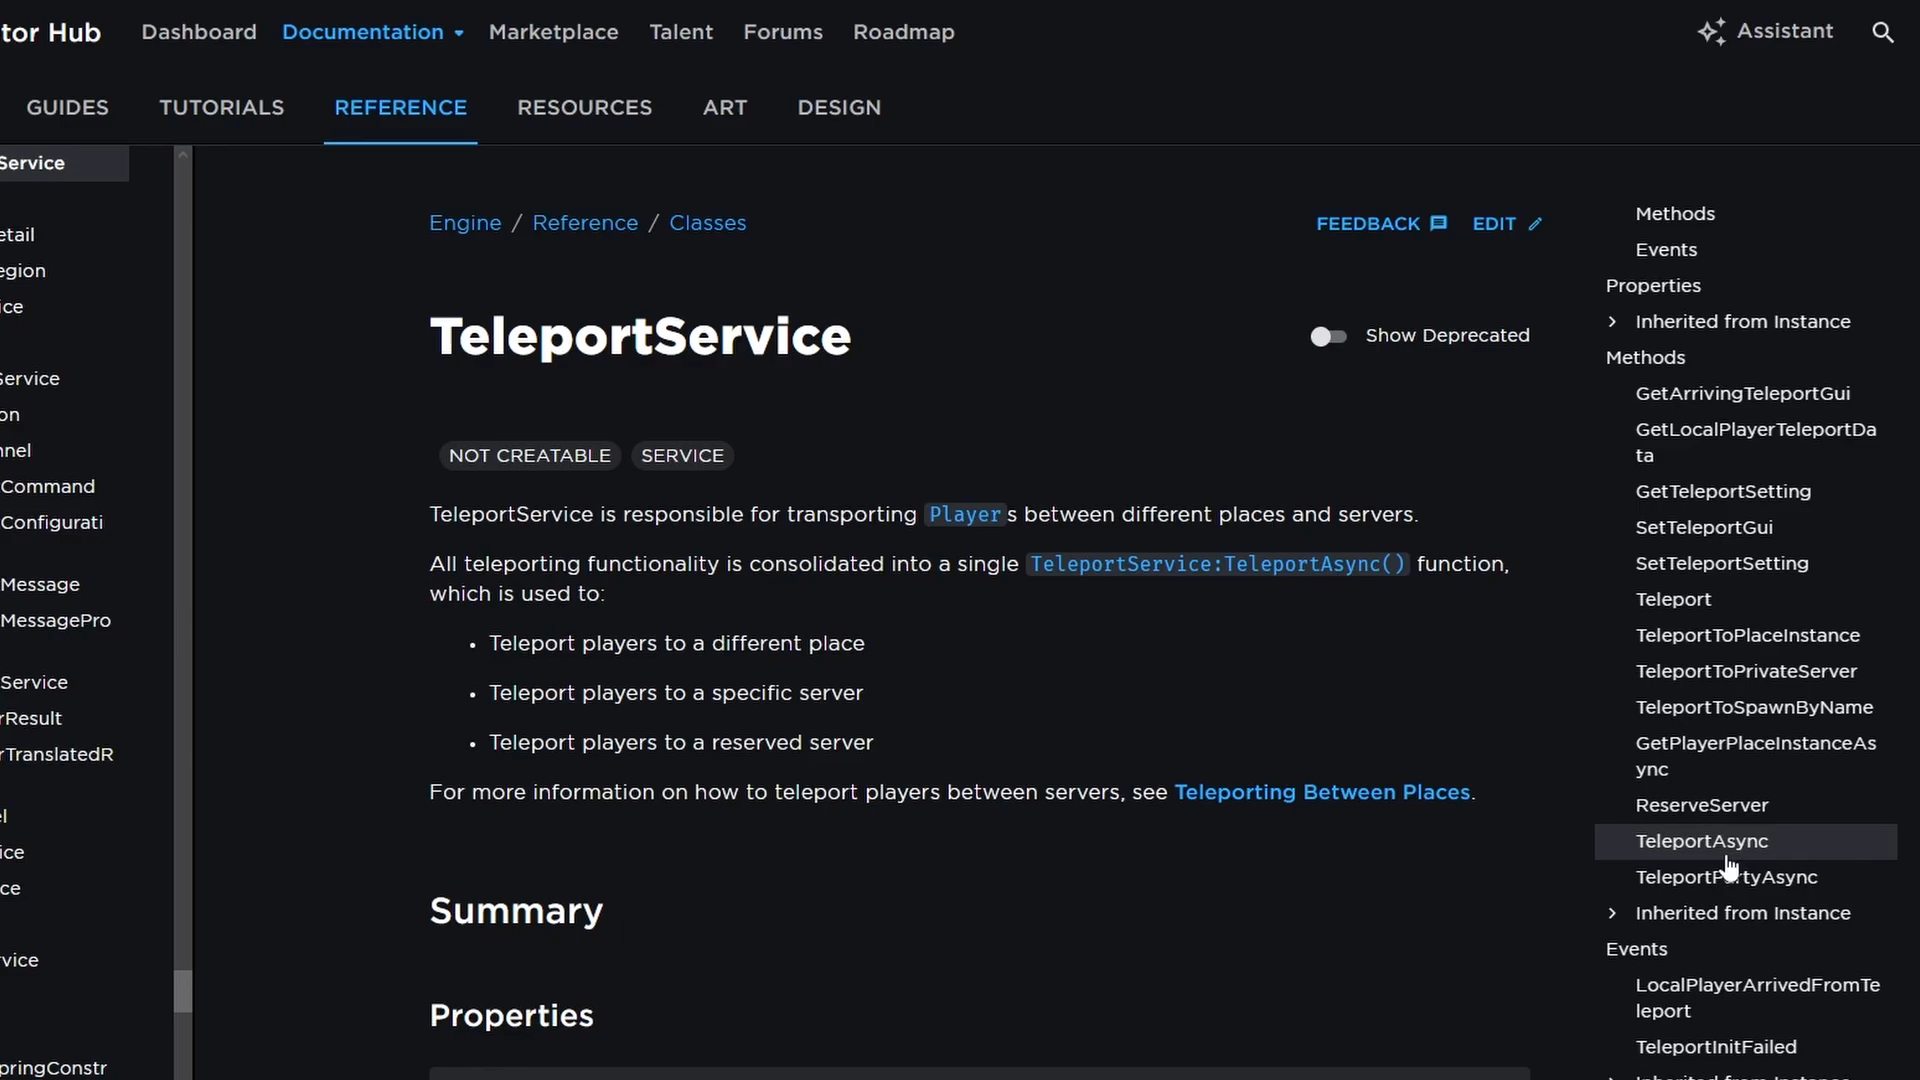 tor Hub
Dashboard
Documentation
Marketplace
Talent
Forums
Roadmap
Assistant
GUIDES
TUTORIALS
REFERENCE
RESOURCES
ART
DESIGN
Service
etail
egion
ice
Service
on
nnel
Command
Configurati
Message
MessagePro
Service
rResult
rTranslatedR
el
ice
ce
vice
pringConstr
Engine / Reference / Classes
FEEDBACK
EDIT
TeleportService
Show Deprecated
NOT CREATABLE
SERVICE
TeleportService is responsible for transporting Players between different places and servers.
All teleporting functionality is consolidated into a single TeleportService:TeleportAsync() function,
which is used to:
• Teleport players to a different place
• Teleport players to a specific server
• Teleport players to a reserved server
For more information on how to teleport players between servers, see Teleporting Between Places.
Summary
Properties
Methods
Events
Properties
Inherited from Instance
Methods
GetArrivingTeleportGui
GetLocalPlayerTeleportDa
ta
GetTeleportSetting
SetTeleportGui
SetTeleportSetting
Teleport
TeleportToPlaceInstance
TeleportToPrivateServer
TeleportToSpawnByName
GetPlayerPlaceInstanceAs
ync
ReserveServer
TeleportAsync
TeleportPartyAsync
Inherited from Instance
Events
LocalPlayerArrivedFromTe
leport
TeleportInitFailed
Inherited from Instance